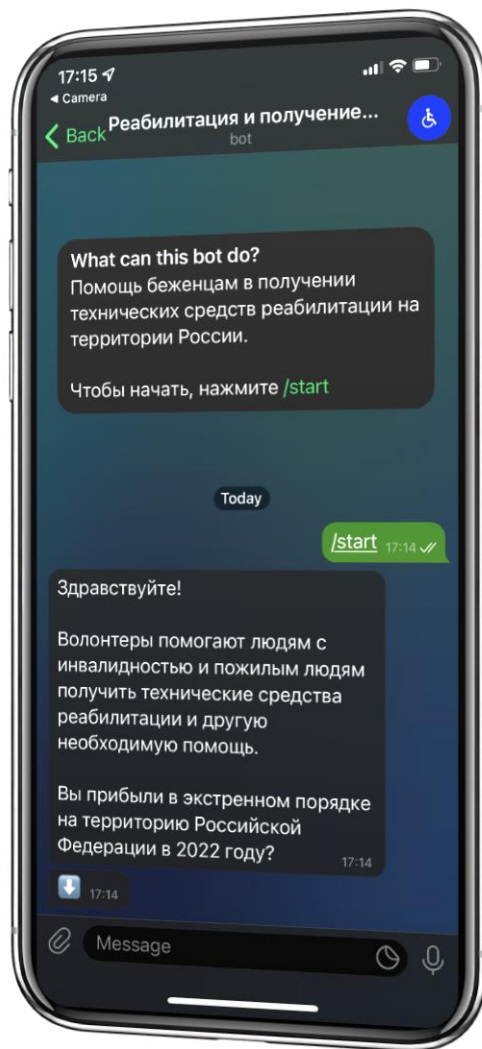 17:15
◂ Camera
Back
Реабилитация и получение...
bot
What can this bot do?
Помощь беженцам в получении
технических средств реабилитации на
территории России.
Чтобы начать, нажмите /start
Today
/start 17:14
Здравствуйте!
Волонтеры помогают людям с
инвалидностью и пожилым людям
получить технические средства
реабилитации и другую
необходимую помощь.
Вы прибыли в экстренном порядке
на территорию Российской
Федерации в 2022 году? 17:14
⬇️ 17:14
Message